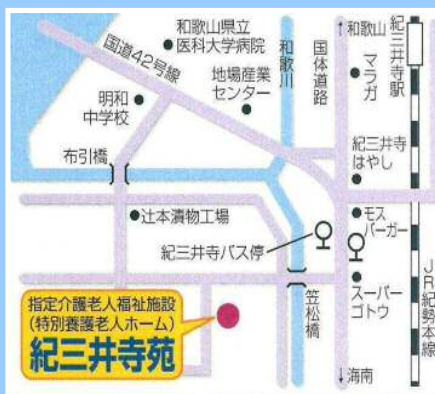 和歌山県立
医科大学病院
国道42号線
地場産業
センター
明和
中学校
和歌川
国体道路
↑和歌山
マラガ
紀三井寺駅
布引橋
紀三井寺
はやし
辻本漬物工場
モス
バーガー
紀三井寺バス停
スーパー
ゴトウ
JR紀勢本線
笠松橋
↓海南
指定介護老人福祉施設
(特別養護老人ホーム)
紀三井寺苑